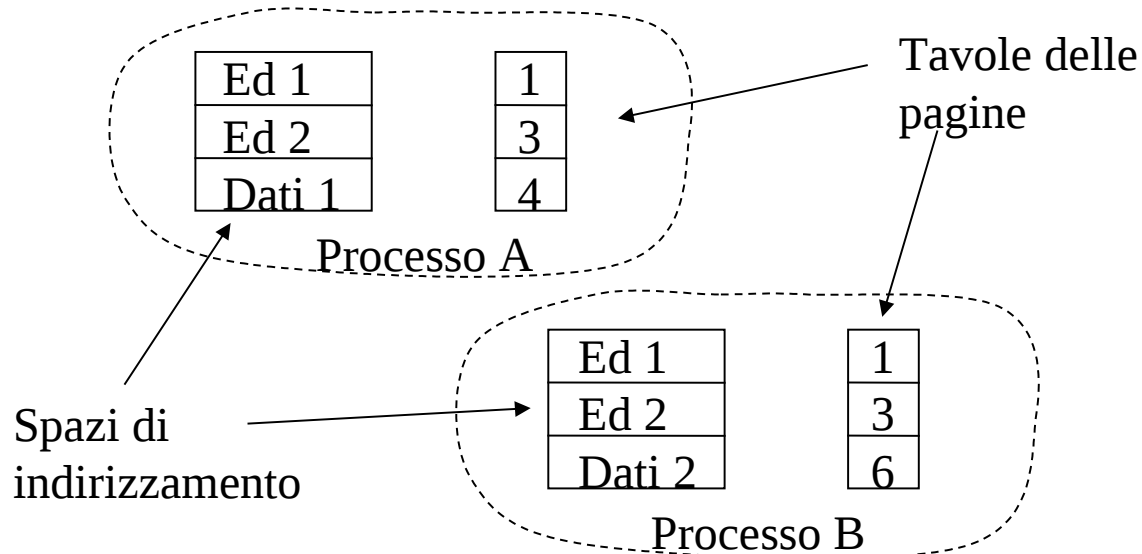 Tavole delle
pagine
Ed 1 1
Ed 2 3
Dati 1 4
Processo A
Spazi di
indirizzamento
Ed 1 1
Ed 2 3
Dati 2 6
Processo B